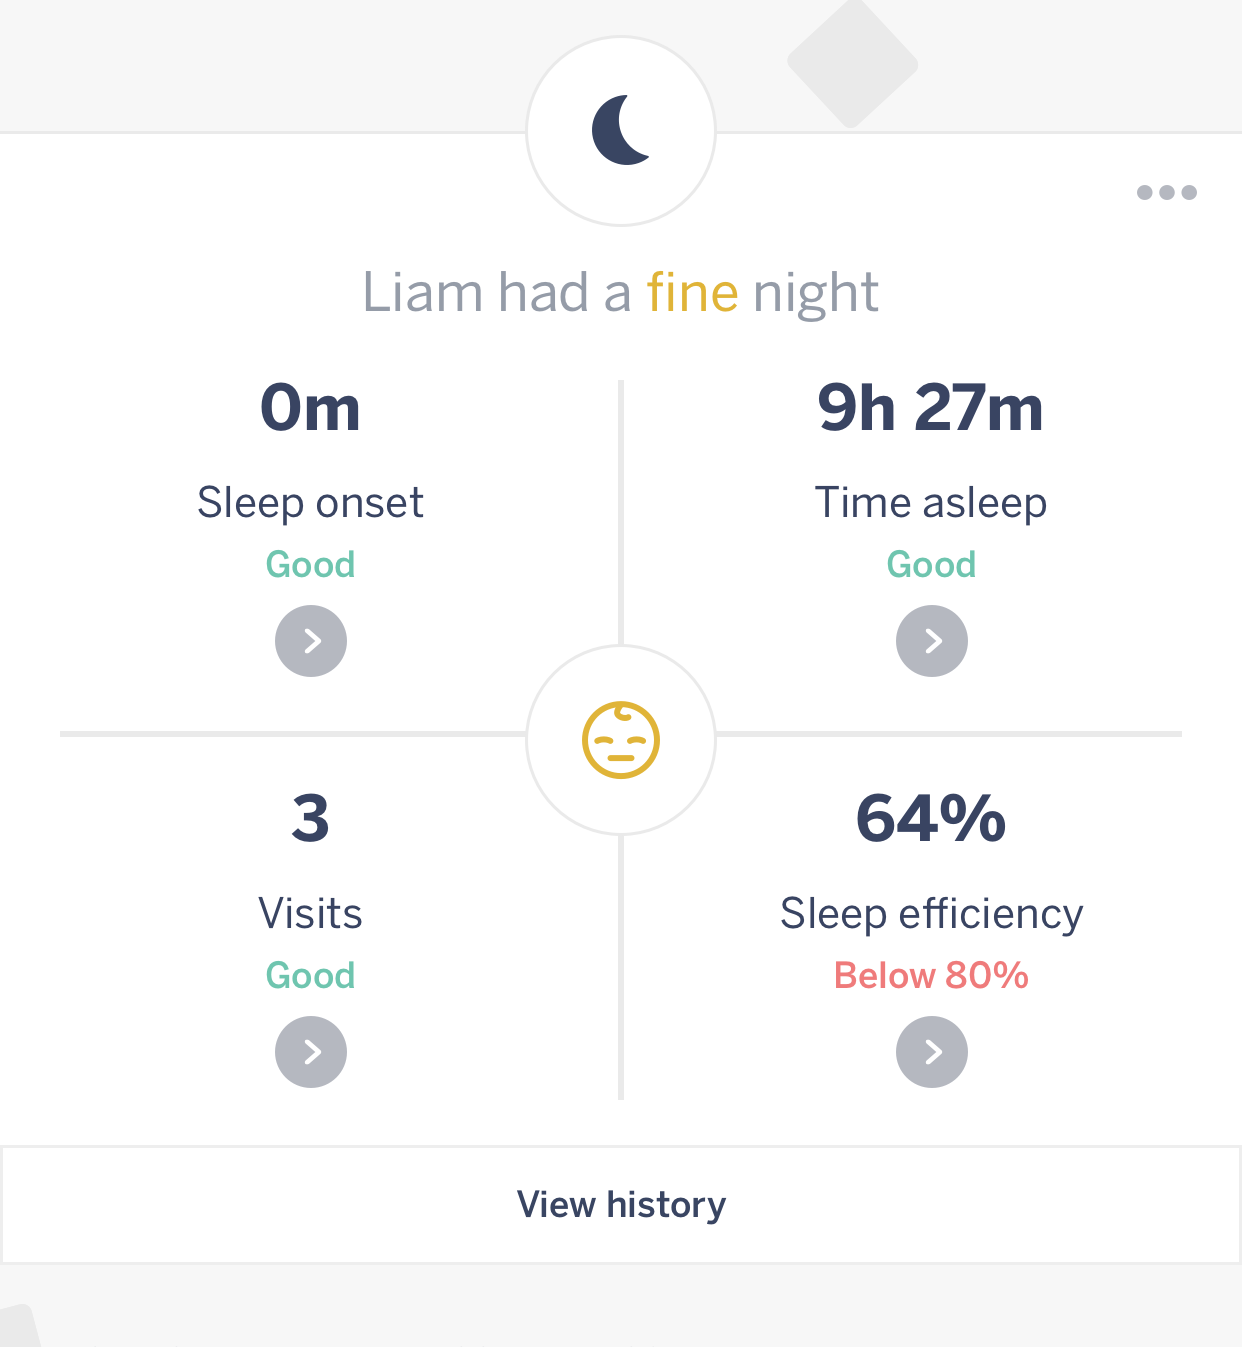 Liam had a fine night
0m
Sleep onset
Good
9h 27m
Time asleep
Good
3
Visits
Good
64%
Sleep efficiency
Below 80%
View history